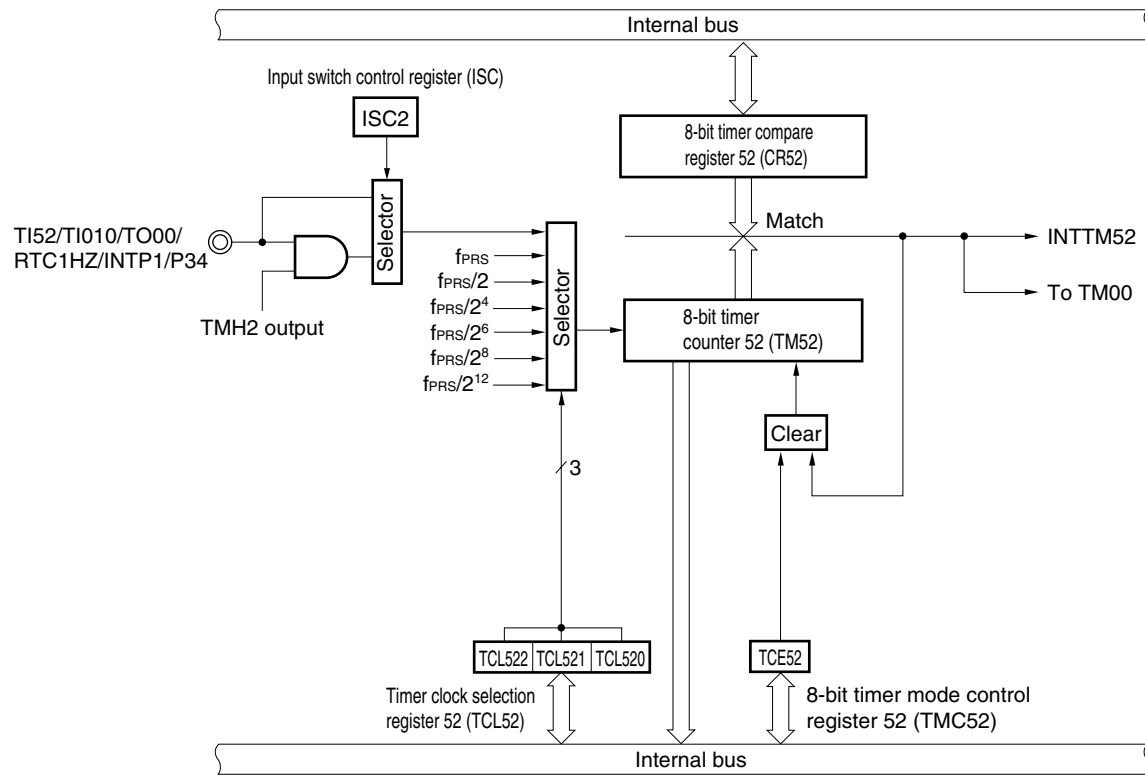 Internal bus
Input switch control register (ISC)
ISC2
8-bit timer compare
register 52 (CR52)
Selector
Match
TI52/TI010/TO00/
RTC1HZ/INTP1/P34
INTTM52
Selector
fPRS
fPRS/2
fPRS/2⁴
fPRS/2⁶
fPRS/2⁸
fPRS/2¹²
To TM00
TMH2 output
8-bit timer
counter 52 (TM52)
Clear
3
TCL522 TCL521 TCL520
TCE52
Timer clock selection
register 52 (TCL52)
8-bit timer mode control
register 52 (TMC52)
Internal bus